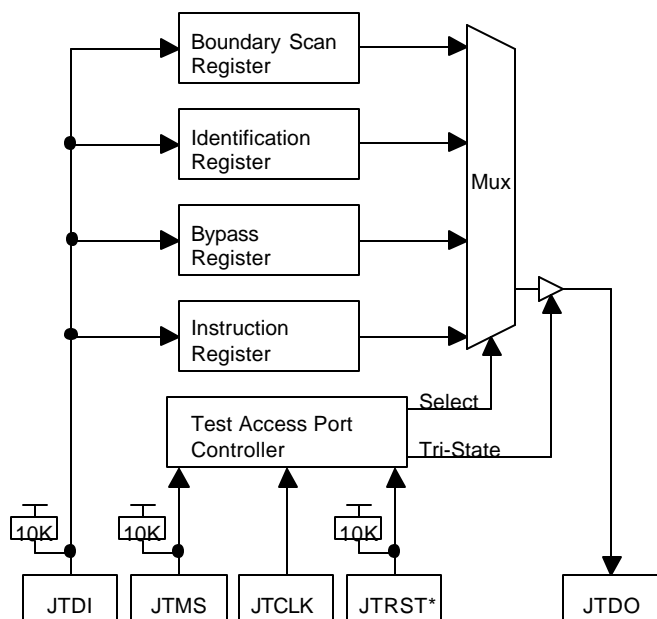 Boundary Scan
Register
Identification
Register
Mux
Bypass
Register
Instruction
Register
Select
Test Access Port
Controller
Tri-State
10K
10K
10K
JTDI
JTMS
JTCLK
JTRST*
JTDO